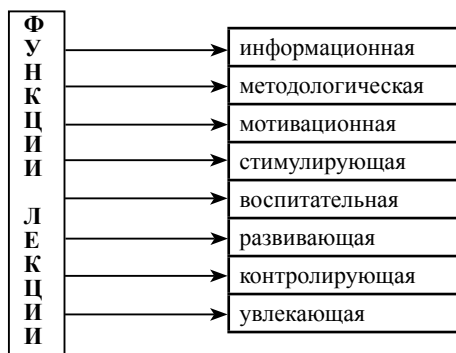 ФУНКЦИИ ЛЕКЦИИ
информационная
методологическая
мотивационная
стимулирующая
воспитательная
развивающая
контролирующая
увлекающая